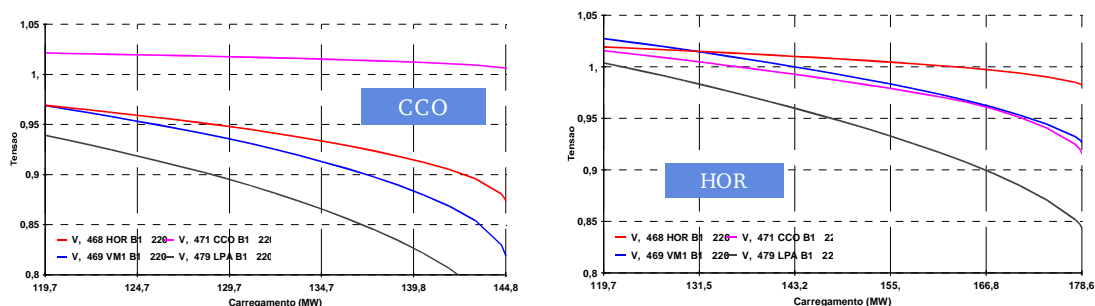 1,05
1,
0,95
0,9
0,85
0,8
Tensao
CCO
V, 468 HOR B1 220
V, 471 CCO B1 220
V, 469 VM1 B1 220
V, 479 LPA B1 220
119,7 124,7 129,7 134,7 139,8 144,8
Carregamento (MW)
1,05
1,
0,95
0,9
0,85
0,8
Tensao
HOR
V, 468 HOR B1 220
V, 471 CCO B1
V, 469 VM1 B1 220
V, 479 LPA B1
119,7 131,5 143,2 155, 166,8 178,6
Carregamento (MW)